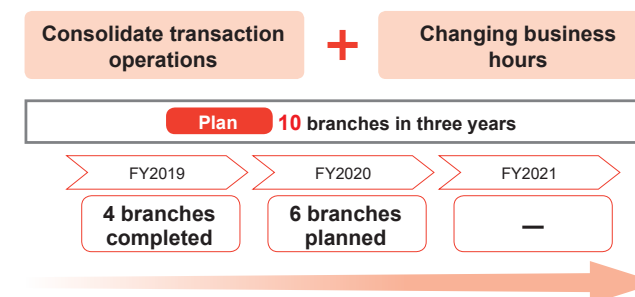 Consolidate transaction
operations
+
Changing business
hours
Plan 10 branches in three years
FY2019
FY2020
FY2021
4 branches
completed
6 branches
planned
—